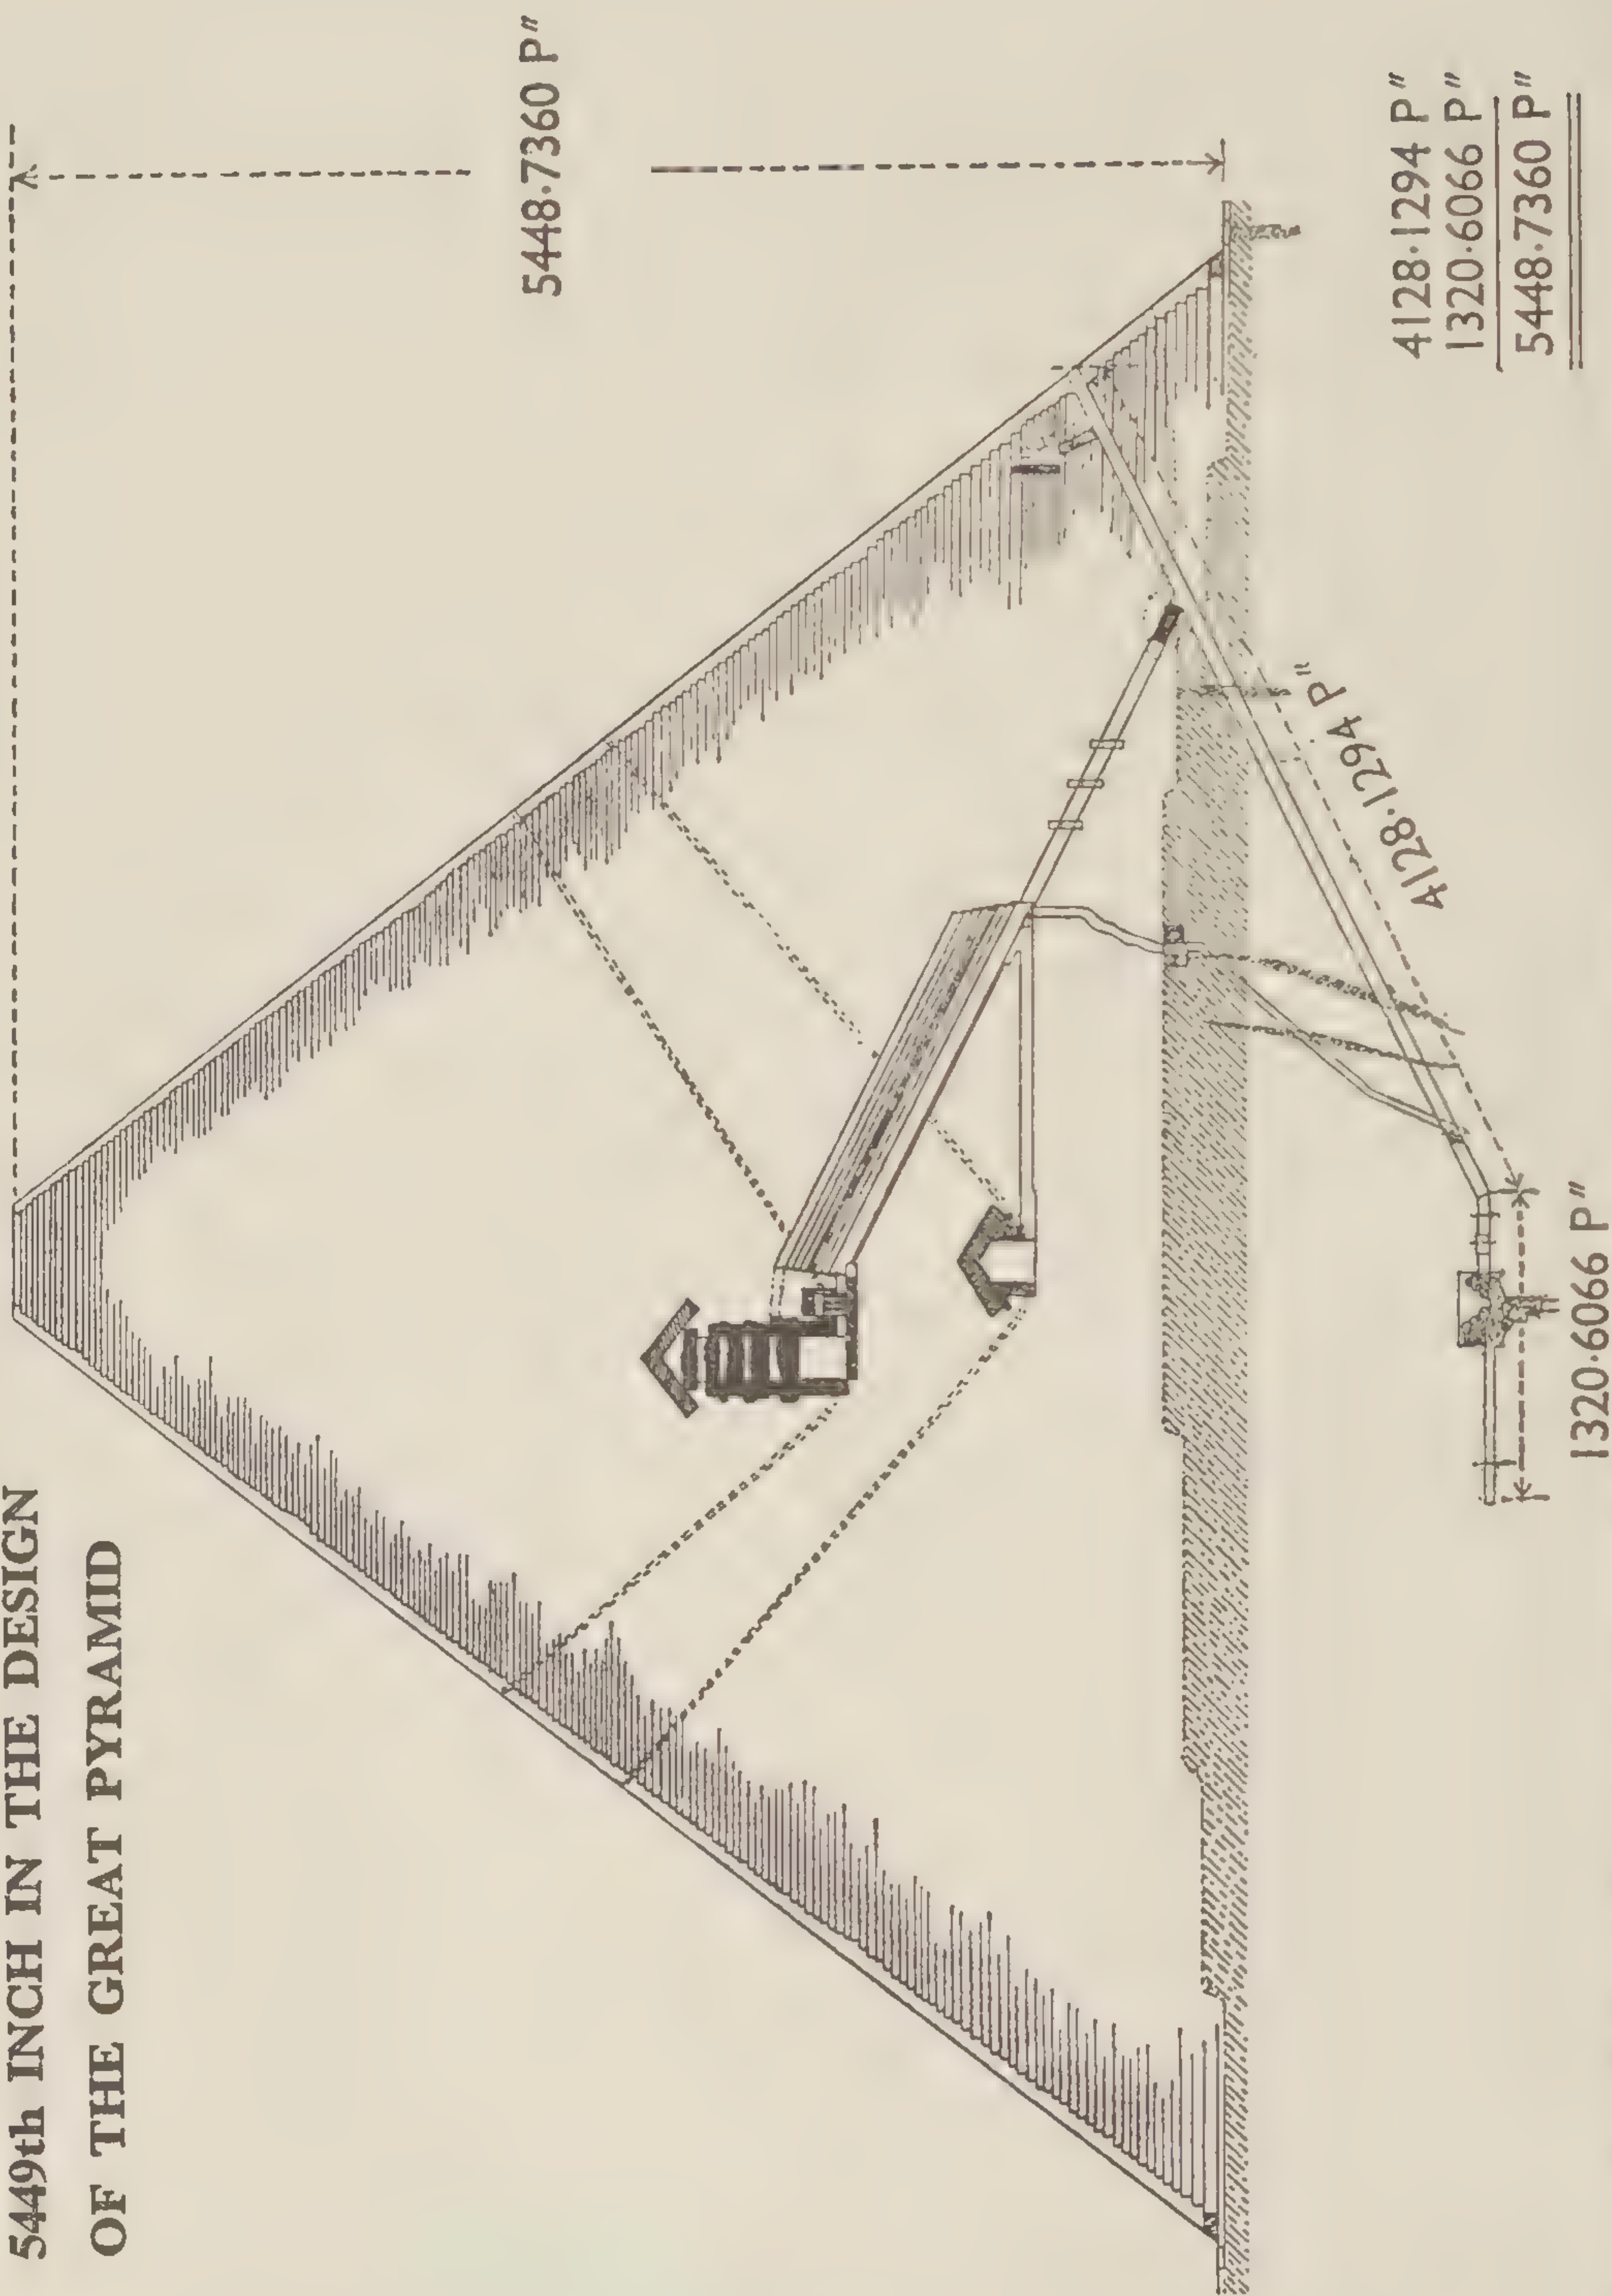 5449th INCH IN THE DESIGN
OF THE GREAT PYRAMID
5448·7360 P"
4128·1294 P"
1320·6066 P"
4128·1294 P"
1320·6066 P"
5448·7360 P"